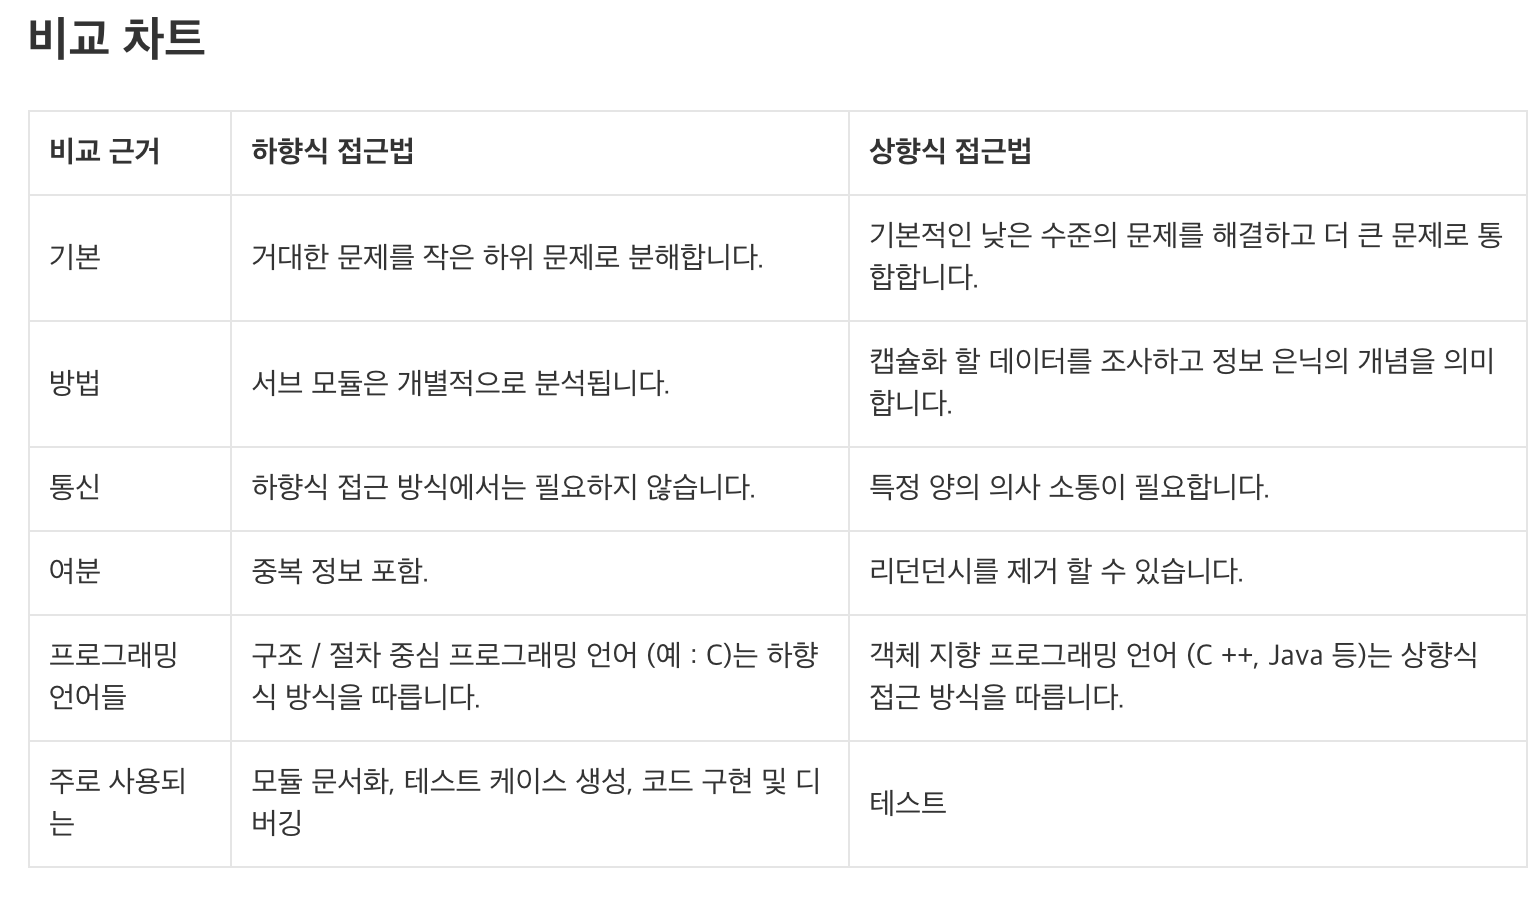 비교 차트
비교 근거
하향식 접근법
상향식 접근법
기본
거대한 문제를 작은 하위 문제로 분해합니다.
기본적인 낮은 수준의 문제를 해결하고 더 큰 문제로 통
합합니다.
방법
서브 모듈은 개별적으로 분석됩니다.
캡슐화 할 데이터를 조사하고 정보 은닉의 개념을 의미
합니다.
통신
하향식 접근 방식에서는 필요하지 않습니다.
특정 양의 의사 소통이 필요합니다.
여분
중복 정보 포함.
리던던시를 제거 할 수 있습니다.
프로그래밍
언어들
구조 / 절차 중심 프로그래밍 언어 (예 : C)는 하향
식 방식을 따릅니다.
객체 지향 프로그래밍 언어 (C ++, Java 등)는 상향식
접근 방식을 따릅니다.
주로 사용되
는
모듈 문서화, 테스트 케이스 생성, 코드 구현 및 디
버깅
테스트